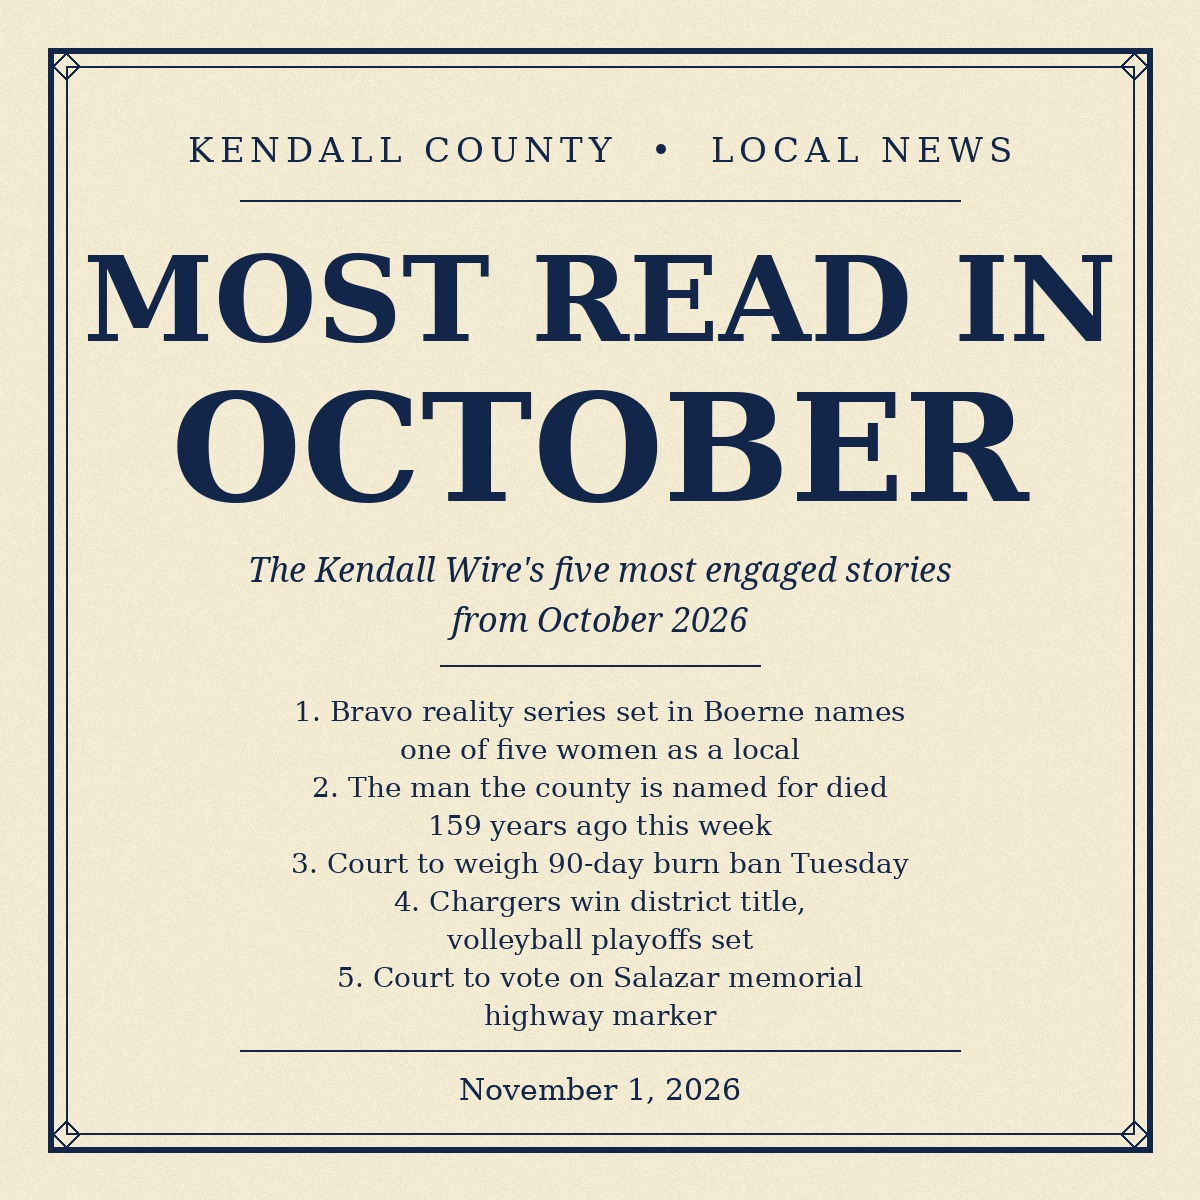 KENDALL COUNTY • LOCAL NEWS
MOST READ IN
OCTOBER
The Kendall Wire's five most engaged stories
from October 2026
1. Bravo reality series set in Boerne names
one of five women as a local
2. The man the county is named for died
159 years ago this week
3. Court to weigh 90-day burn ban Tuesday
4. Chargers win district title,
volleyball playoffs set
5. Court to vote on Salazar memorial
highway marker
November 1, 2026